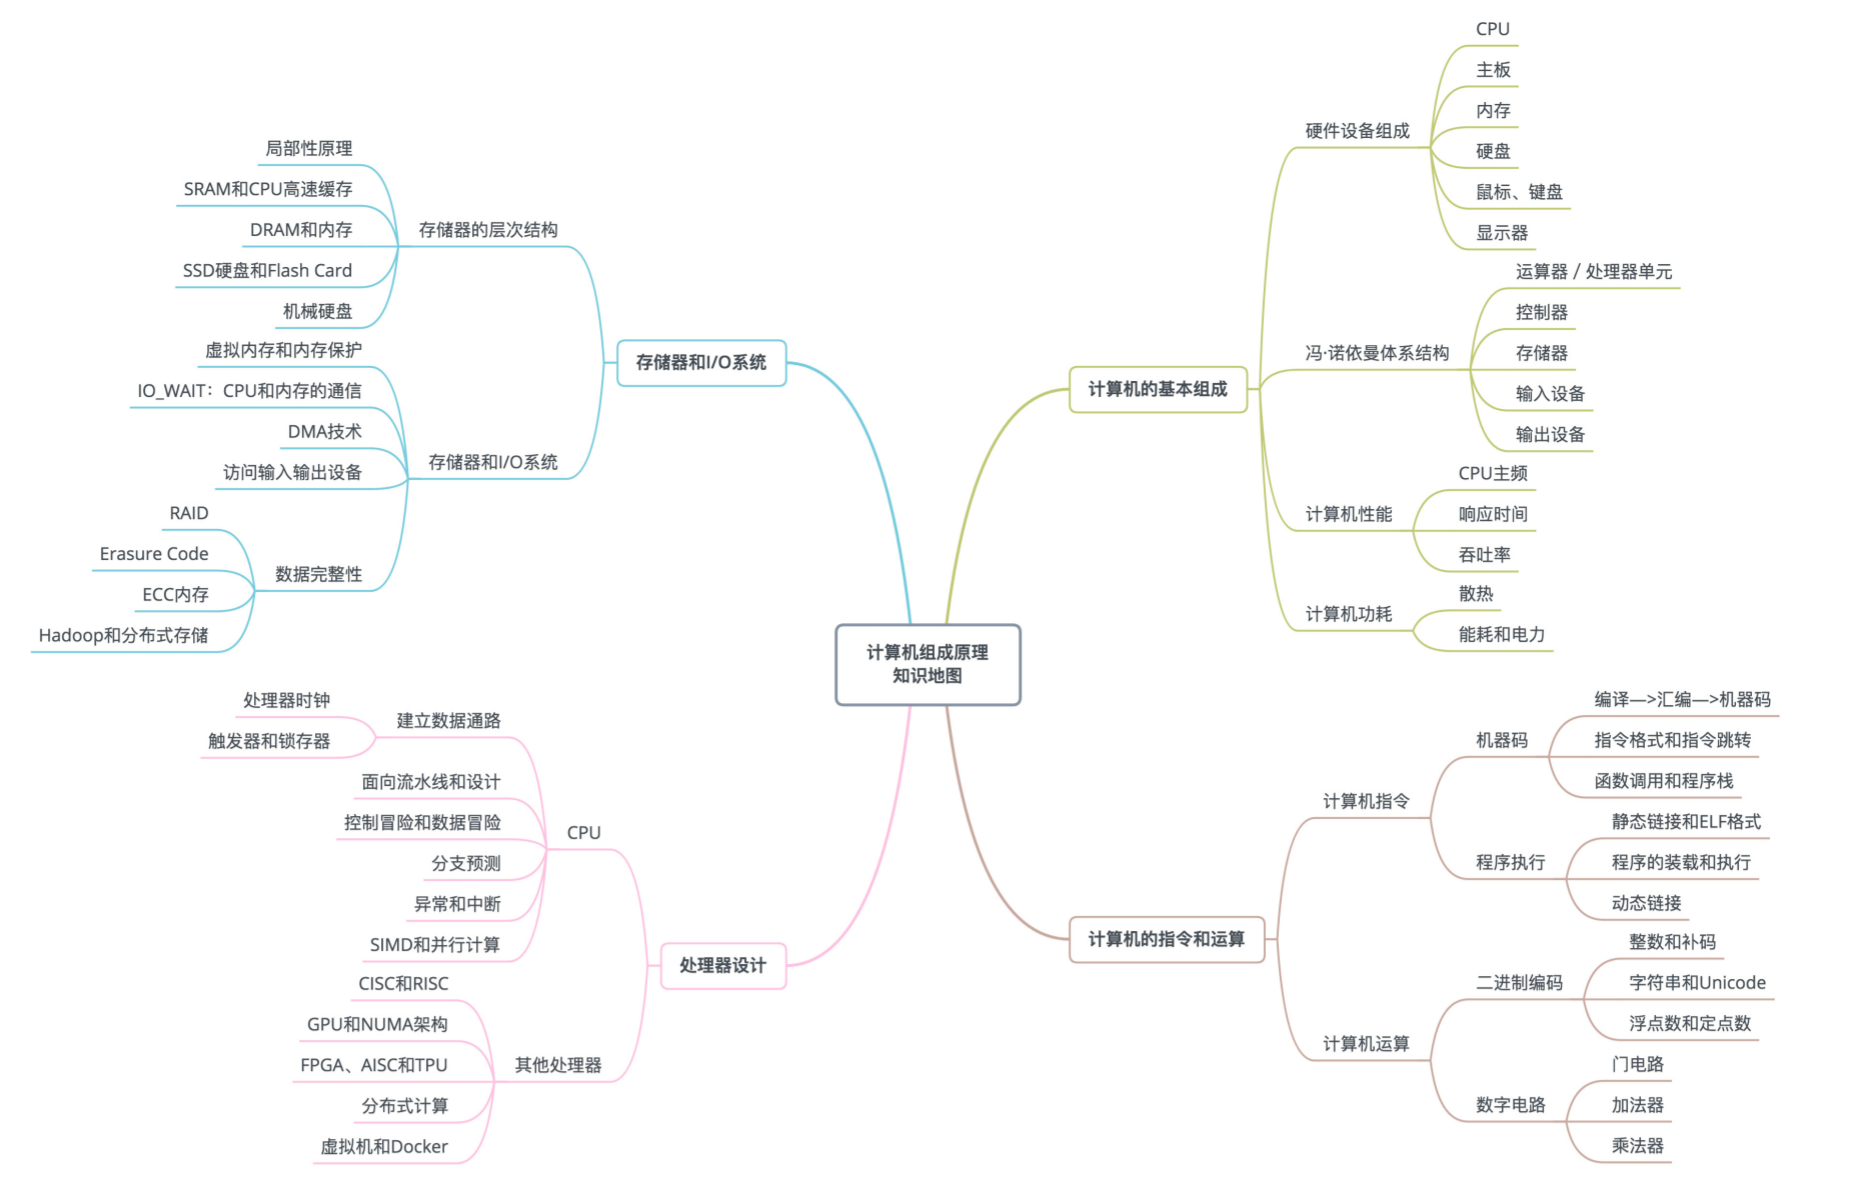 计算机组成原理
知识地图
计算机的基本组成
硬件设备组成
CPU
主板
内存
硬盘
鼠标、键盘
显示器
冯·诺依曼体系结构
运算器 / 处理器单元
控制器
存储器
输入设备
输出设备
计算机性能
CPU主频
响应时间
吞吐率
计算机功耗
散热
能耗和电力
计算机的指令和运算
计算机指令
机器码
编译—>汇编—>机器码
指令格式和指令跳转
函数调用和程序栈
程序执行
静态链接和ELF格式
程序的装载和执行
动态链接
计算机运算
二进制编码
整数和补码
字符串和Unicode
浮点数和定点数
数字电路
门电路
加法器
乘法器
存储器和I/O系统
存储器的层次结构
局部性原理
SRAM和CPU高速缓存
DRAM和内存
SSD硬盘和Flash Card
机械硬盘
存储器和I/O系统
虚拟内存和内存保护
IO_WAIT：CPU和内存的通信
DMA技术
访问输入输出设备
数据完整性
RAID
Erasure Code
ECC内存
Hadoop和分布式存储
处理器设计
CPU
建立数据通路
处理器时钟
触发器和锁存器
面向流水线和设计
控制冒险和数据冒险
分支预测
异常和中断
SIMD和并行计算
其他处理器
CISC和RISC
GPU和NUMA架构
FPGA、AISC和TPU
分布式计算
虚拟机和Docker